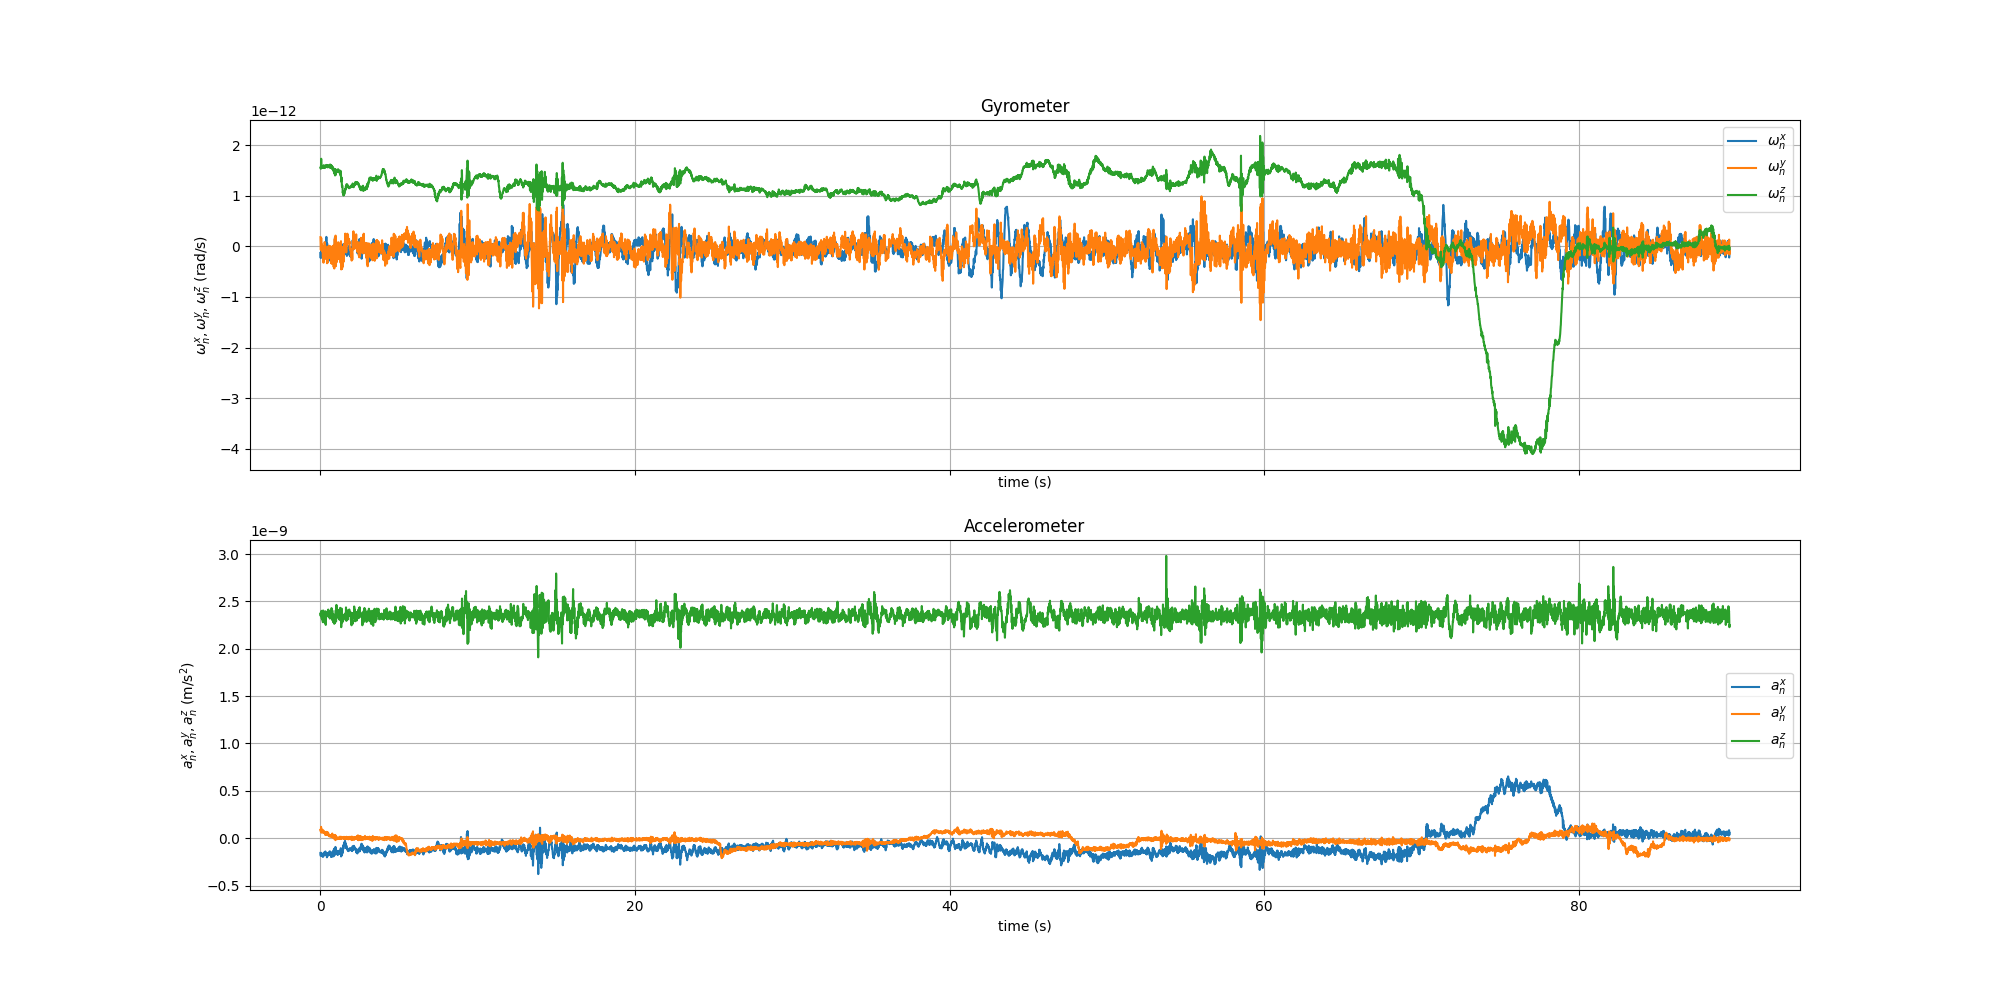 Gyrometer
1e−12
2
1
0
−1
−2
−3
−4
ω_n^x, ω_n^y, ω_n^z (rad/s)
ω_n^x
ω_n^y
ω_n^z
time (s)
Accelerometer
1e−9
3.0
2.5
2.0
1.5
1.0
0.5
0.0
−0.5
a_n^x, a_n^y, a_n^z (m/s²)
a_n^x
a_n^y
a_n^z
0 20 40 60 80
time (s)